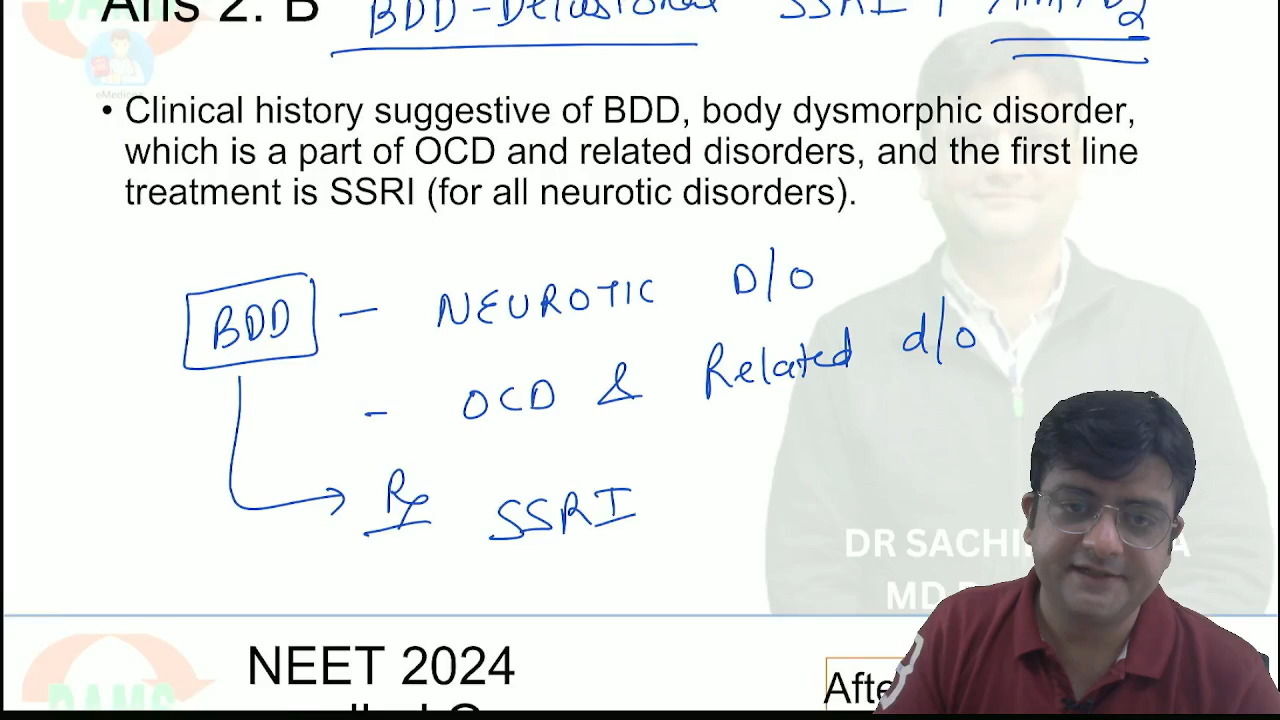 Ans 2. B BDD - Delusional SSRI +
eMedicoz
• Clinical history suggestive of BDD, body dysmorphic disorder,
which is a part of OCD and related disorders, and the first line
treatment is SSRI (for all neurotic disorders).
BDD - NEUROTIC D/O
- OCD & Related d/o
Rx SSRI
DR SACHI
MD
NEET 2024
DAMS
Afte